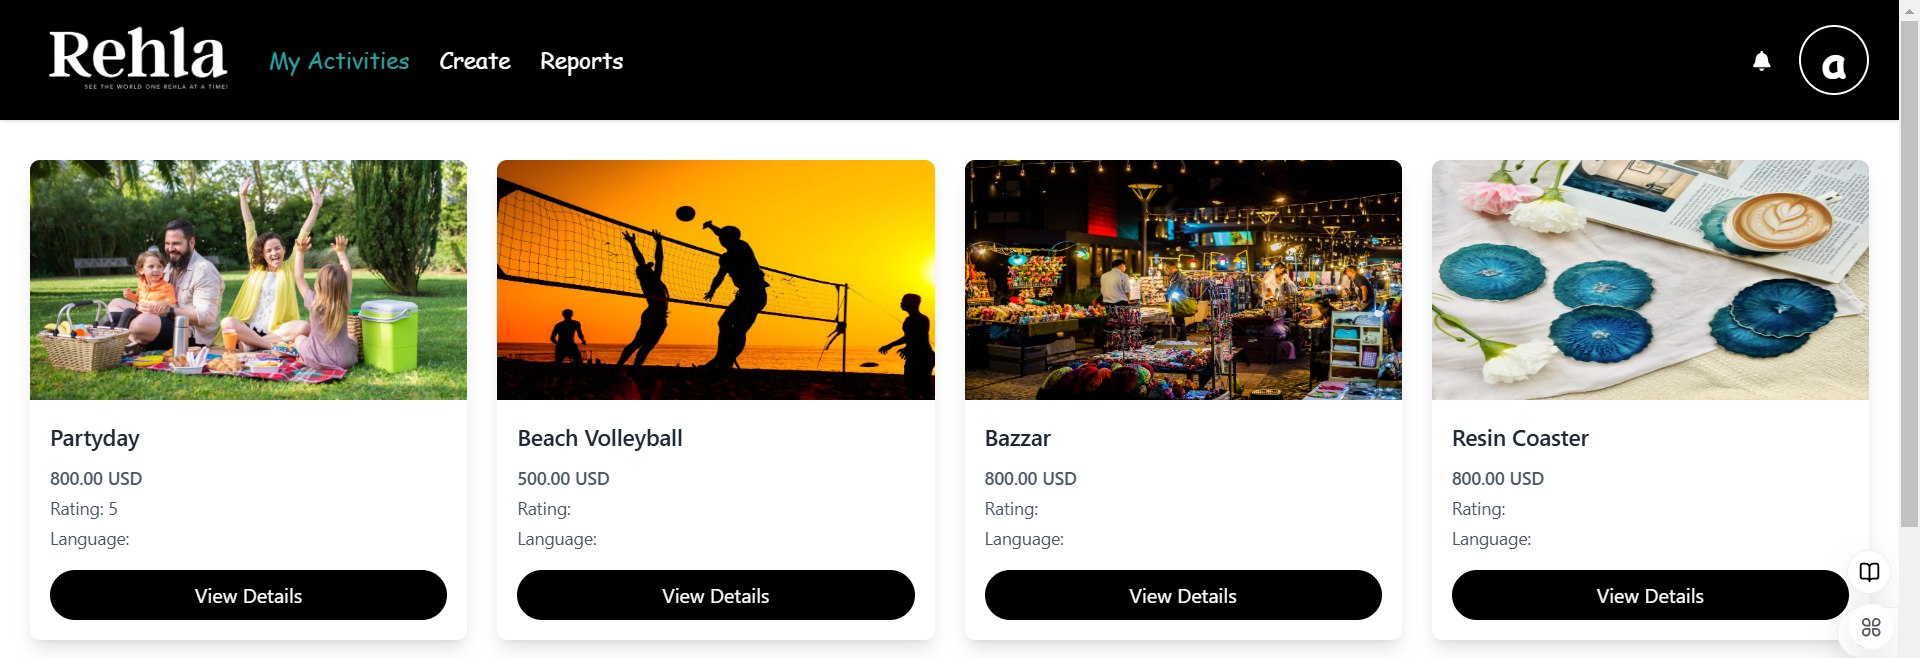 Rehla
SEE THE WORLD ONE REHLA AT A TIME!
My Activities
Create
Reports
a
Partyday
800.00 USD
Rating: 5
Language:
View Details
Beach Volleyball
500.00 USD
Rating:
Language:
View Details
Bazzar
800.00 USD
Rating:
Language:
View Details
Resin Coaster
800.00 USD
Rating:
Language:
View Details